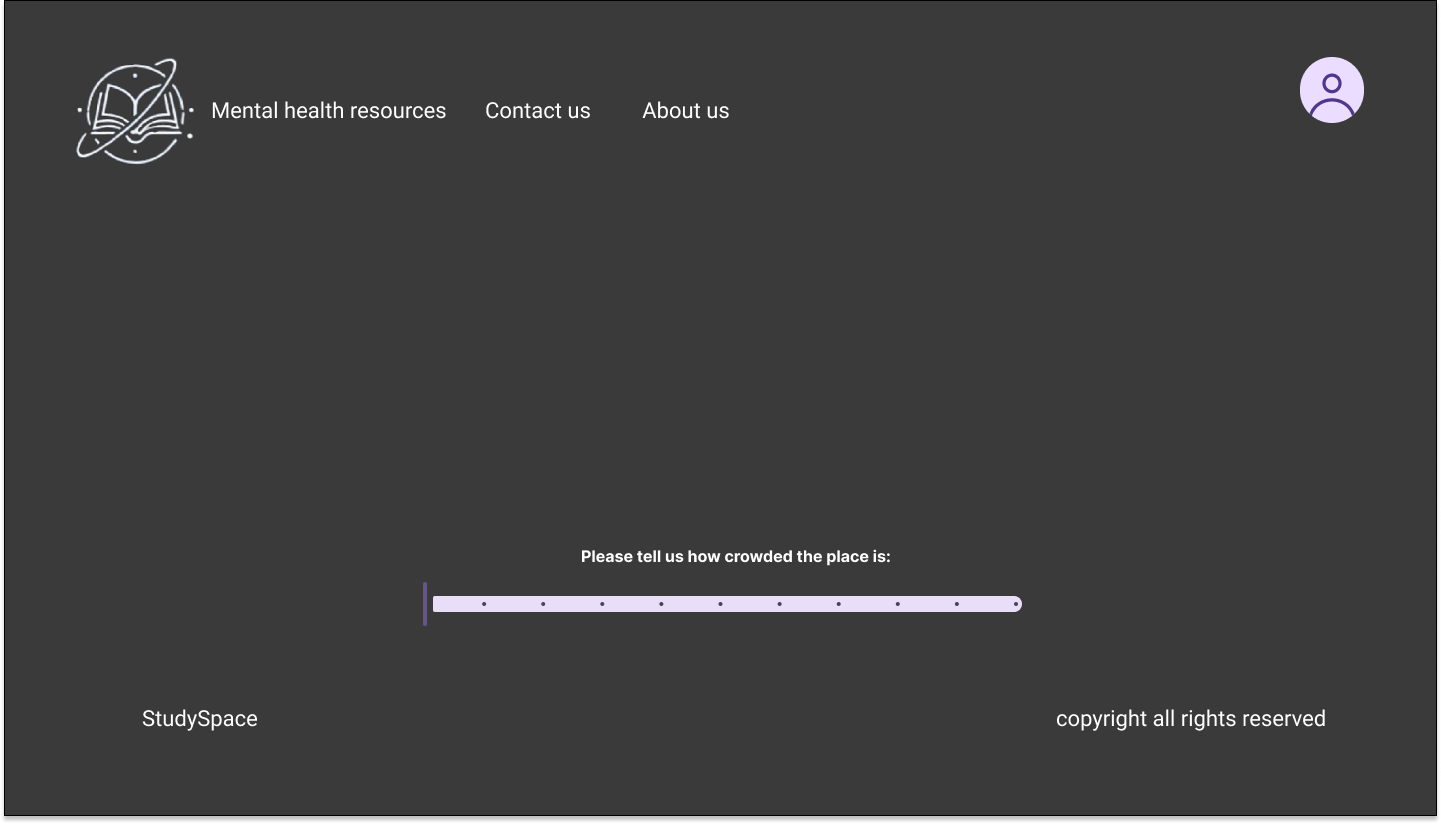 Mental health resources Contact us About us
Please tell us how crowded the place is:
StudySpace copyright all rights reserved